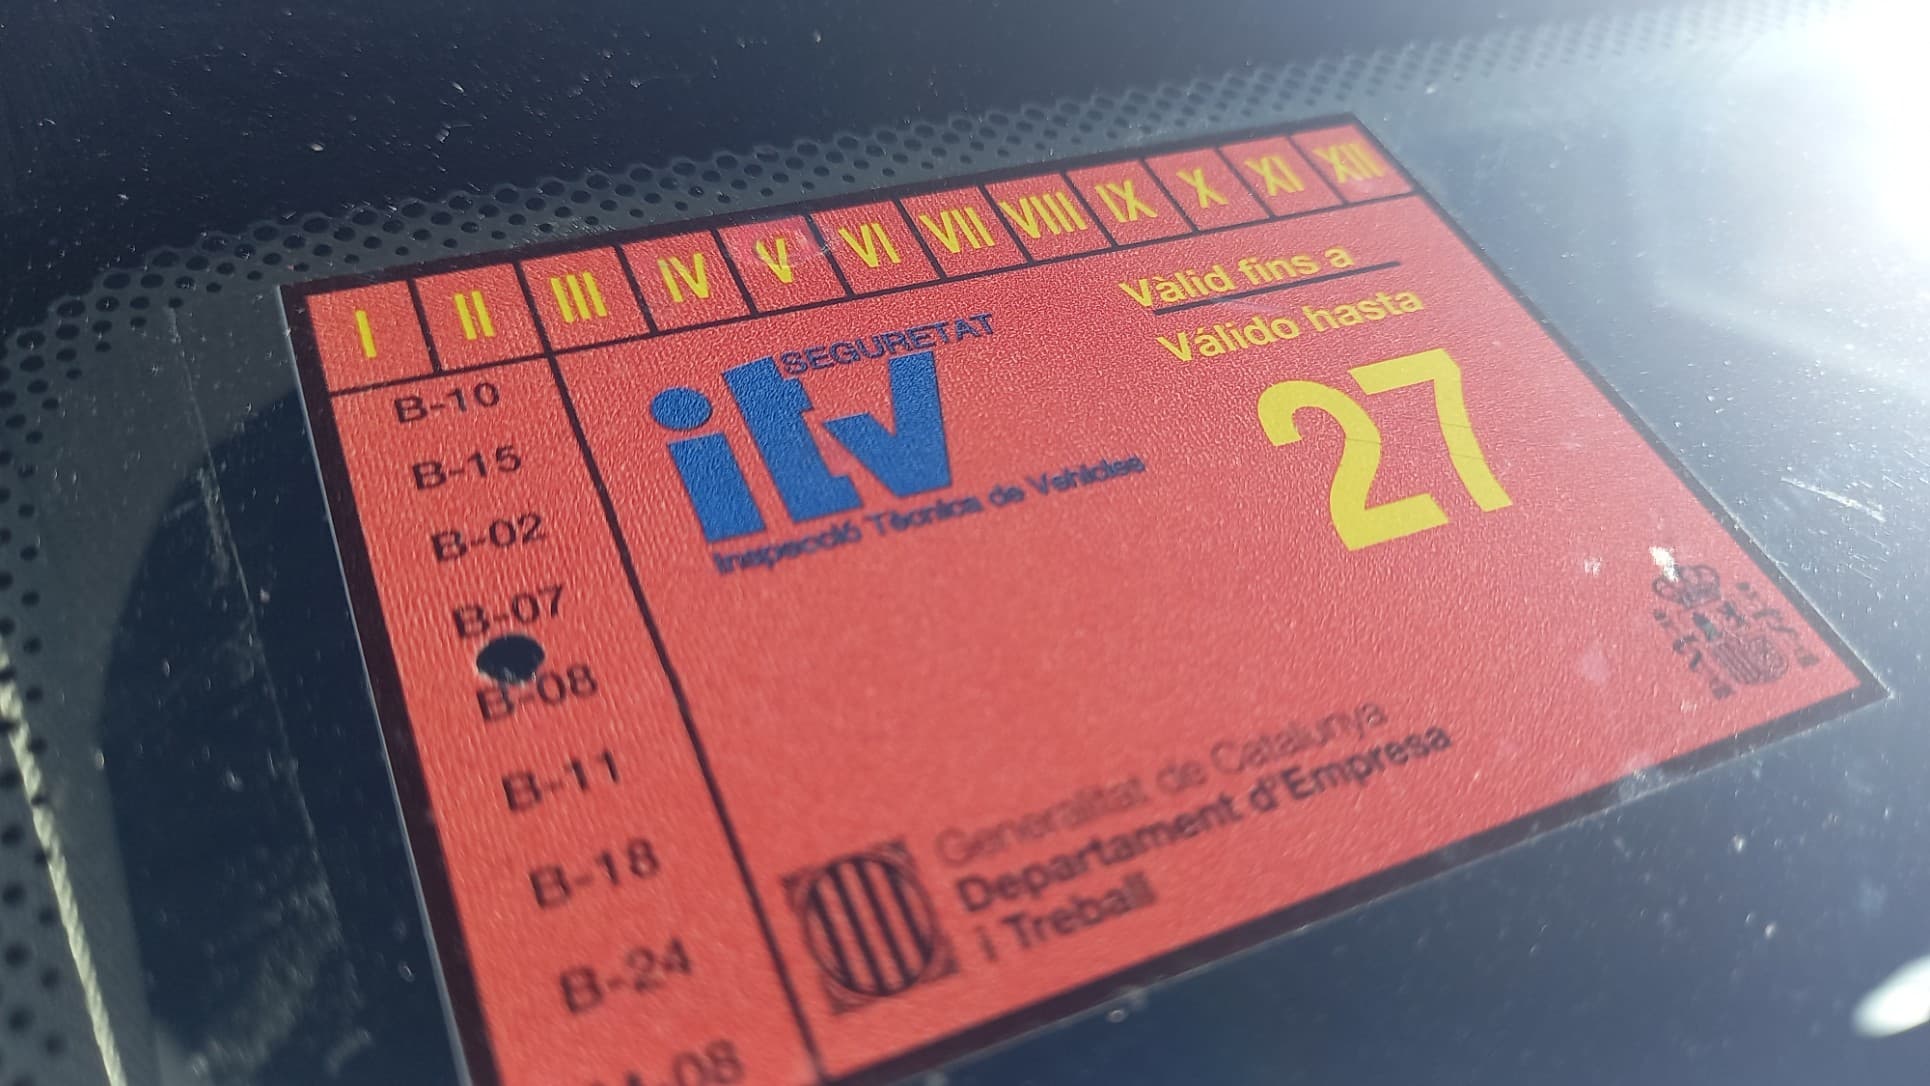 I II III IV V VI VII VIII IX X XI XII
Vàlid fins a
Válido hasta
27
SEGURETAT
itv
Inspecció Tècnica de Vehicles
B-10
B-15
B-02
B-07
B-08
B-11
B-18
B-24
-08
Generalitat de Catalunya
Departament d'Empresa
i Treball